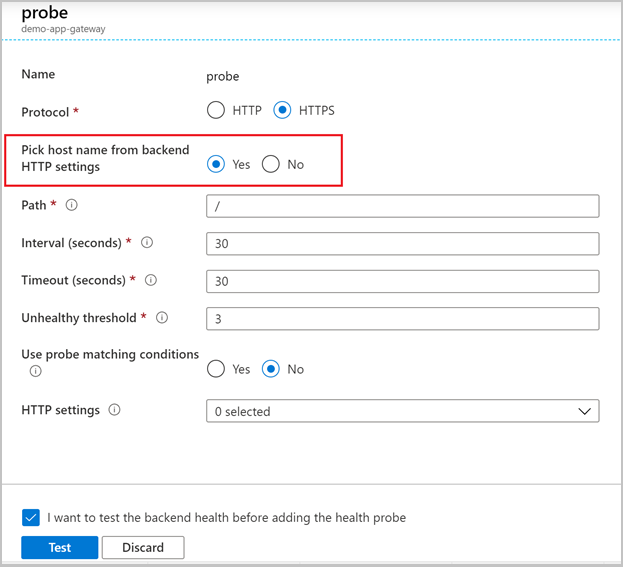 probe
demo-app-gateway
Name probe
Protocol * HTTP HTTPS
Pick host name from backend
HTTP settings Yes No
Path * /
Interval (seconds) * 30
Timeout (seconds) * 30
Unhealthy threshold * 3
Use probe matching conditions
Yes No
HTTP settings 0 selected
I want to test the backend health before adding the health probe
Test Discard